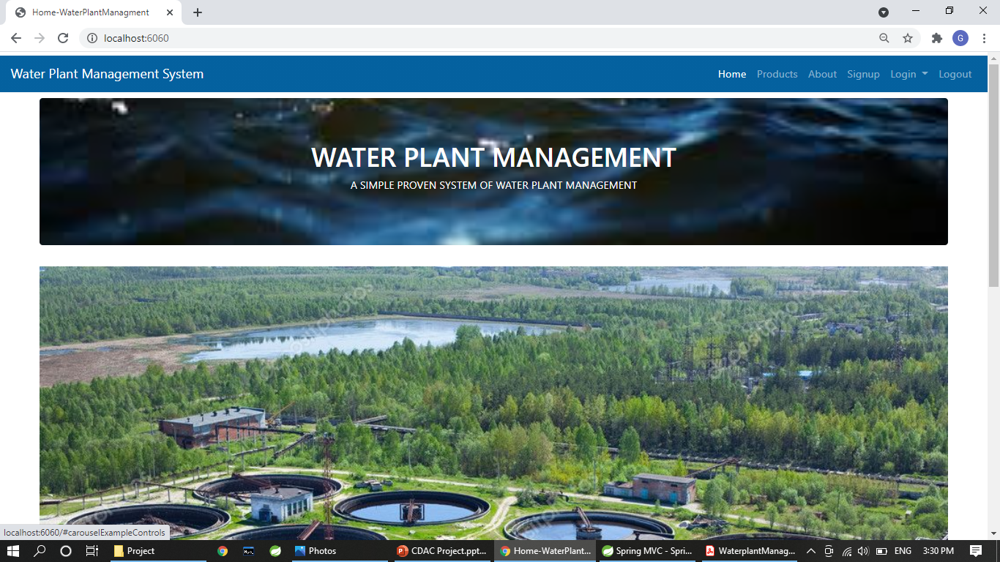 Home-WaterPlantManagment
localhost:6060
G
Water Plant Management System
Home Products About Signup Login Logout
WATER PLANT MANAGEMENT
A SIMPLE PROVEN SYSTEM OF WATER PLANT MANAGEMENT
depositphotos
localhost:6060/#carouselExampleControls
Project
Photos
CDAC Project.ppt...
Home-WaterPlant...
Spring MVC - Spri...
WaterplantManag...
ENG
3:30 PM